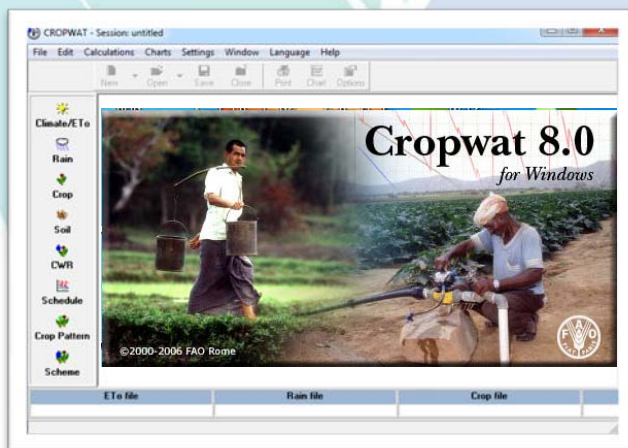 CROPWAT - Session: untitled
File Edit Calculations Charts Settings Window Language Help
New Open Save Close Print Chart Options
Climate/ETo
Rain
Crop
Soil
CWR
Schedule
Crop Pattern
Scheme
Cropwat 8.0
for Windows
©2000-2006 FAO Rome
F A O
FIAT PANIS
ETo file Rain file Crop file